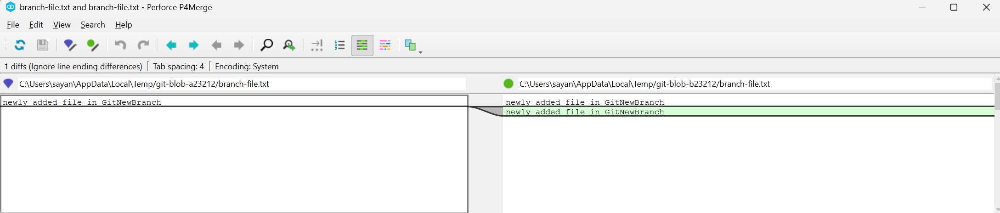 branch-file.txt and branch-file.txt - Perforce P4Merge
File Edit View Search Help
1 diffs (Ignore line ending differences) Tab spacing: 4 Encoding: System
C:\Users\sayan\AppData\Local\Temp/git-blob-a23212/branch-file.txt
C:\Users\sayan\AppData\Local\Temp/git-blob-b23212/branch-file.txt
newly added file in GitNewBranch
newly added file in GitNewBranch
newly added file in GitNewBranch